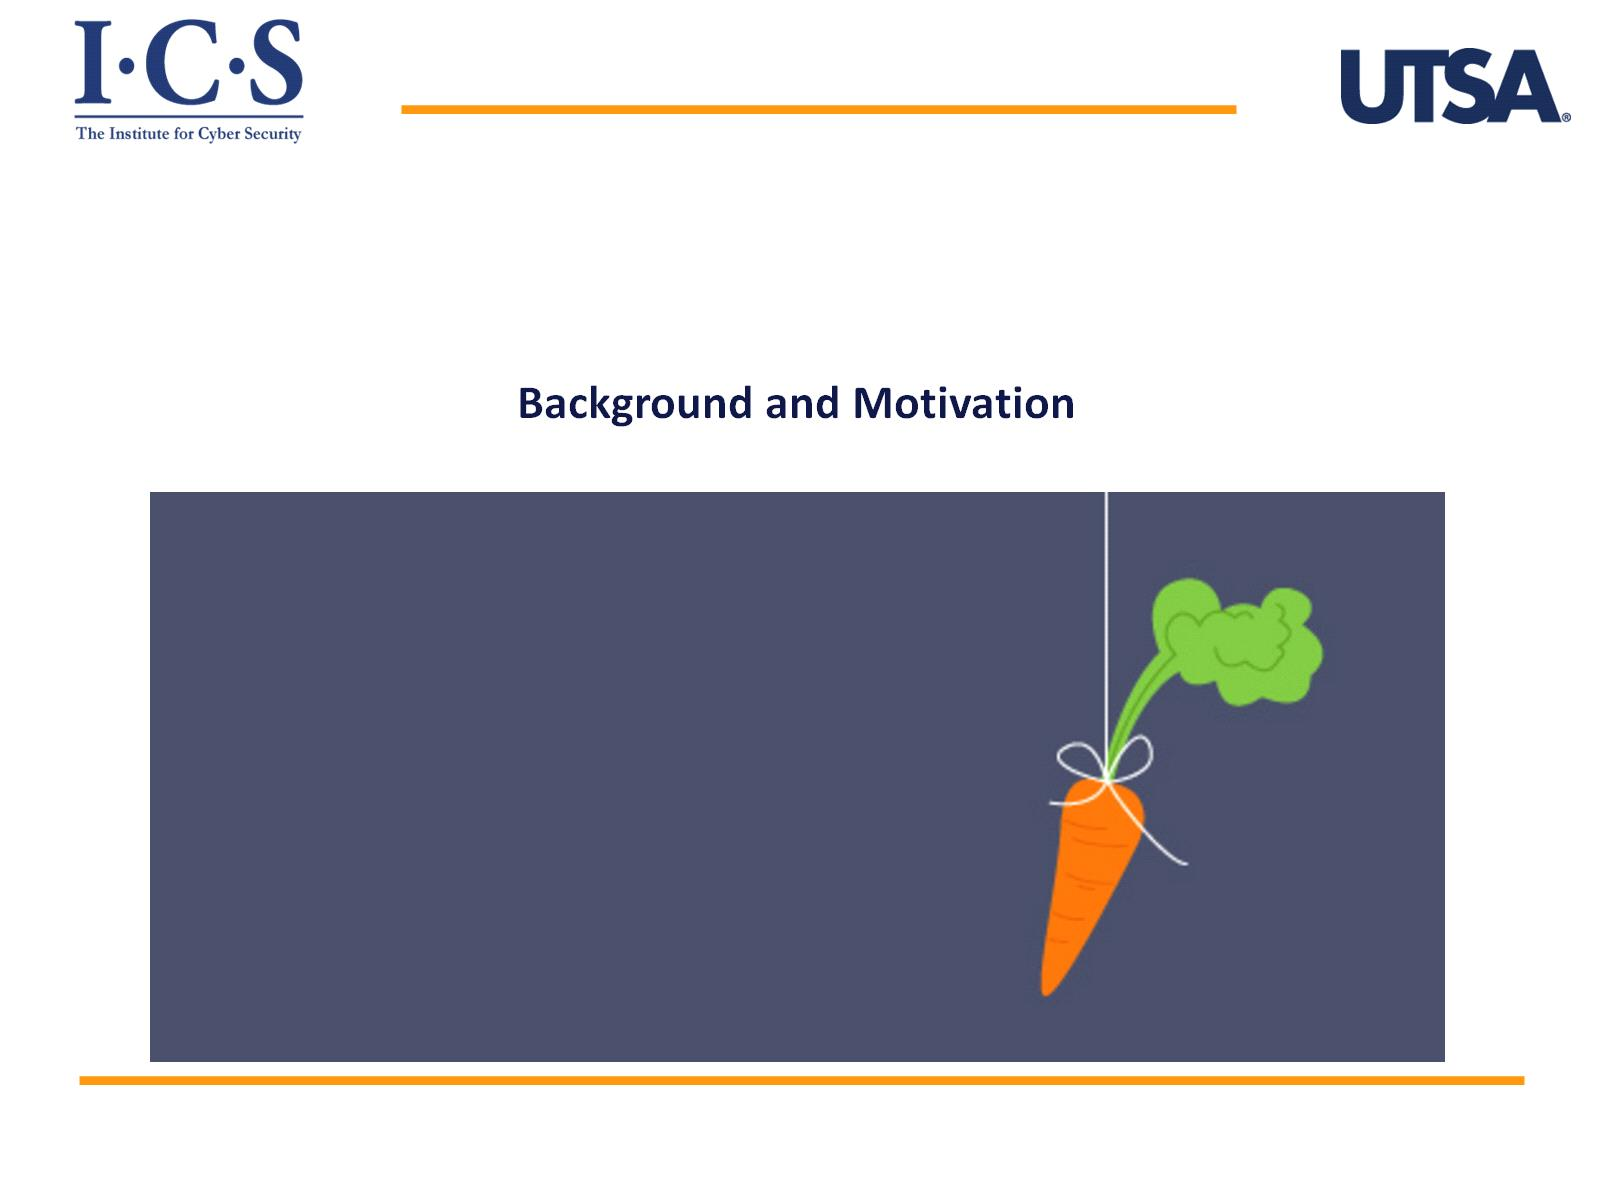 I·C·S
The Institute for Cyber Security
UTSA®
Background and Motivation